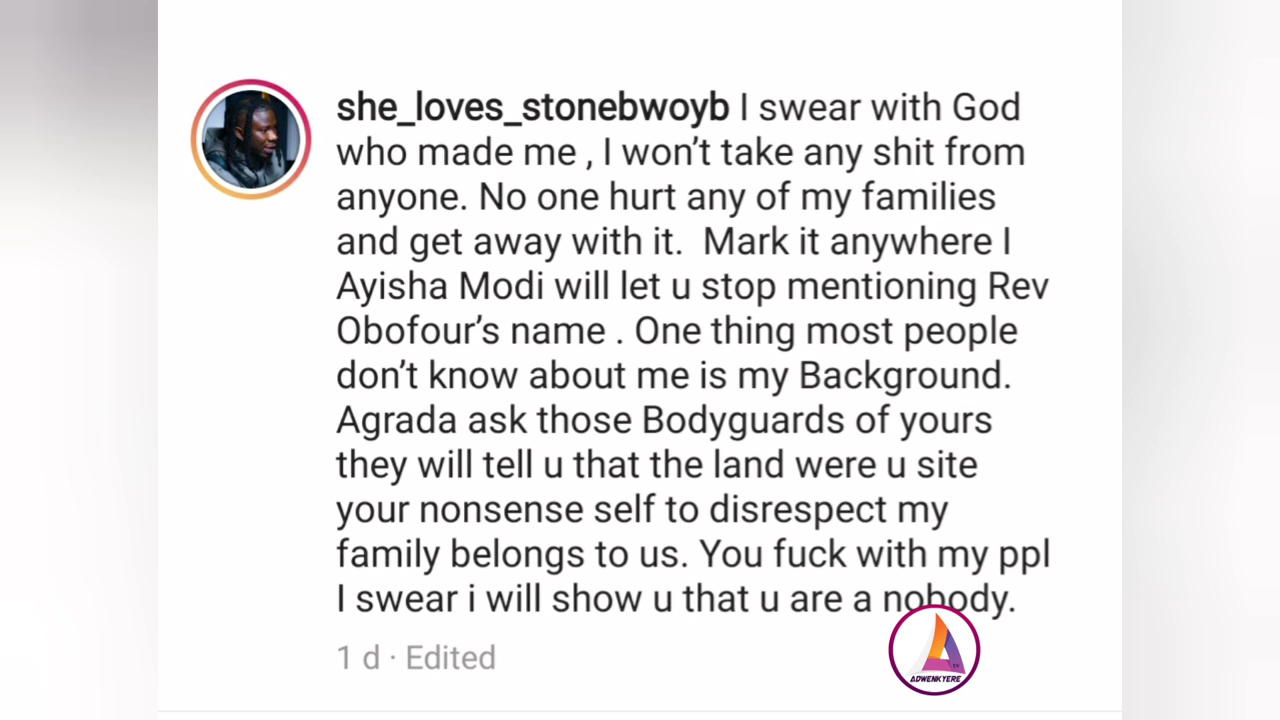 she_loves_stonebwoyb I swear with God
who made me , I won't take any shit from
anyone. No one hurt any of my families
and get away with it.  Mark it anywhere I
Ayisha Modi will let u stop mentioning Rev
Obofour's name . One thing most people
don't know about me is my Background.
Agrada ask those Bodyguards of yours
they will tell u that the land were u site
your nonsense self to disrespect my
family belongs to us. You fuck with my ppl
I swear i will show u that u are a nobody.
1 d · Edited
TV
ADWENKYERE